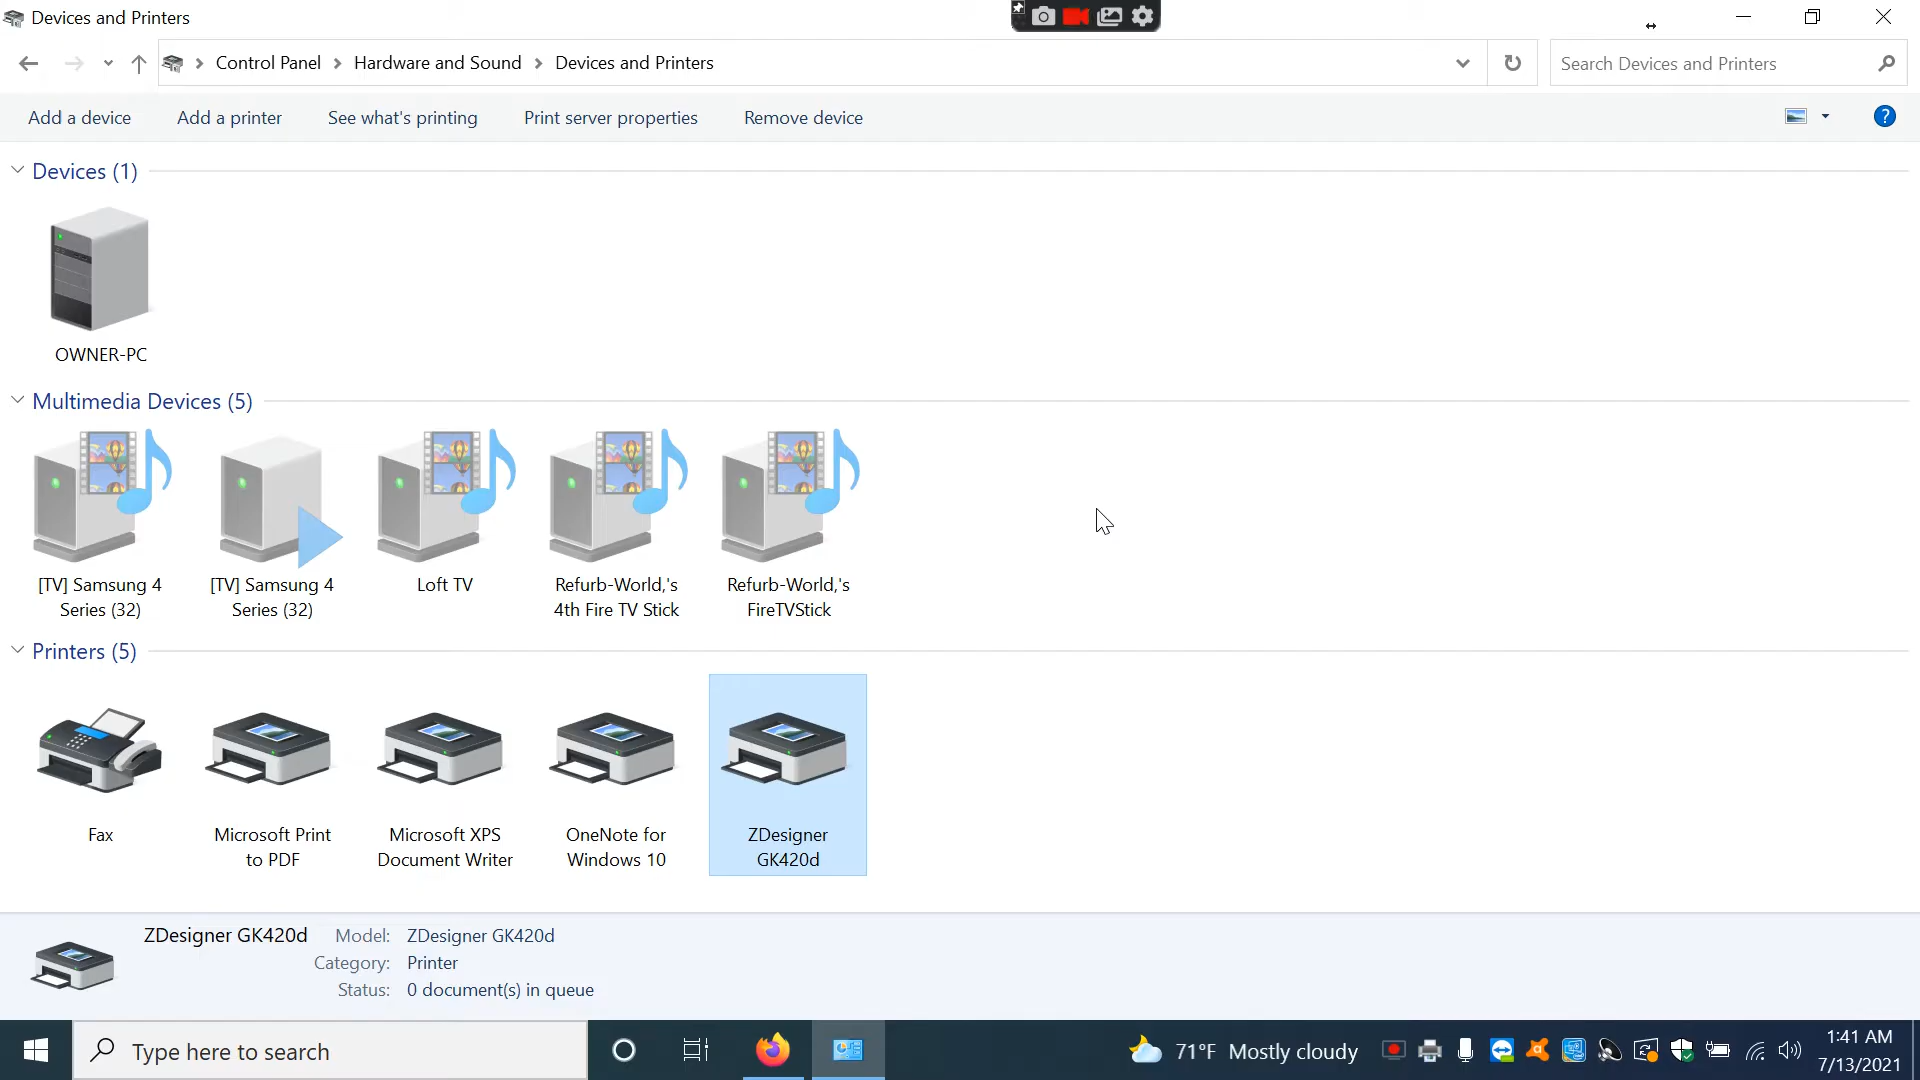 Devices and Printers
Control Panel > Hardware and Sound > Devices and Printers
Search Devices and Printers
Add a device
Add a printer
See what's printing
Print server properties
Remove device
?
Devices (1)
OWNER-PC
Multimedia Devices (5)
[TV] Samsung 4
Series (32)
[TV] Samsung 4
Series (32)
Loft TV
Refurb-World,'s
4th Fire TV Stick
Refurb-World,'s
FireTVStick
Printers (5)
Fax
Microsoft Print
to PDF
Microsoft XPS
Document Writer
OneNote for
Windows 10
ZDesigner
GK420d
ZDesigner GK420d
Model: ZDesigner GK420d
Category: Printer
Status: 0 document(s) in queue
Type here to search
71°F Mostly cloudy
1:41 AM
7/13/2021